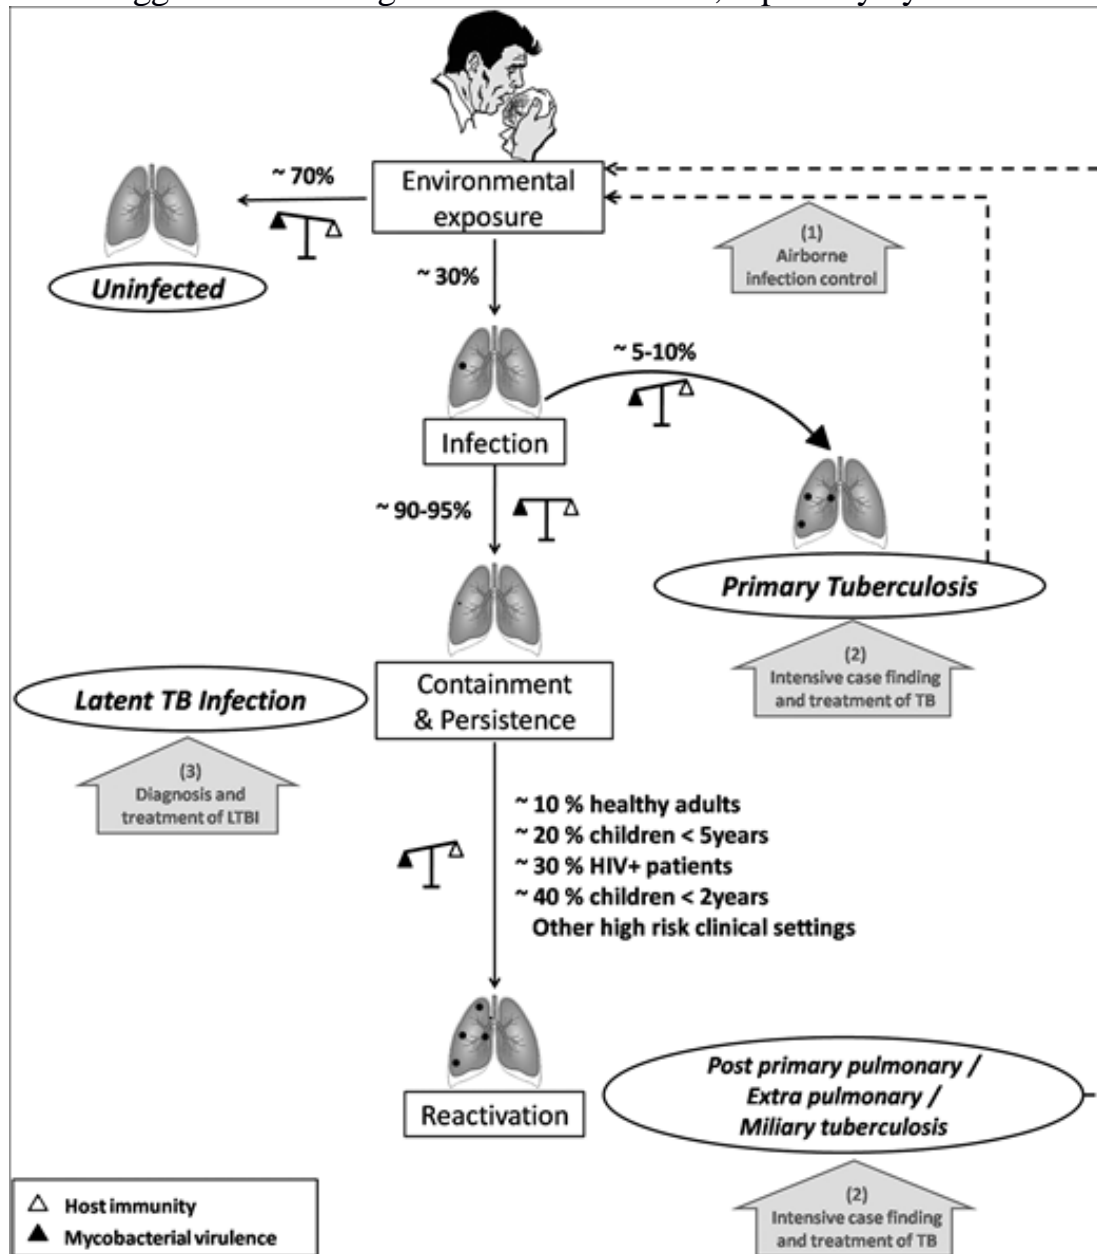 ~ 70%
Environmental
exposure
Uninfected
(1)
Airborne
infection control
~ 30%
~ 5-10%
Infection
~ 90-95%
Primary Tuberculosis
(2)
Intensive case finding
and treatment of TB
Latent TB Infection
Containment
& Persistence
(3)
Diagnosis and
treatment of LTBI
~ 10 % healthy adults
~ 20 % children < 5years
~ 30 % HIV+ patients
~ 40 % children < 2years
Other high risk clinical settings
Reactivation
Post primary pulmonary /
Extra pulmonary /
Miliary tuberculosis
(2)
Intensive case finding
and treatment of TB
Host immunity
Mycobacterial virulence